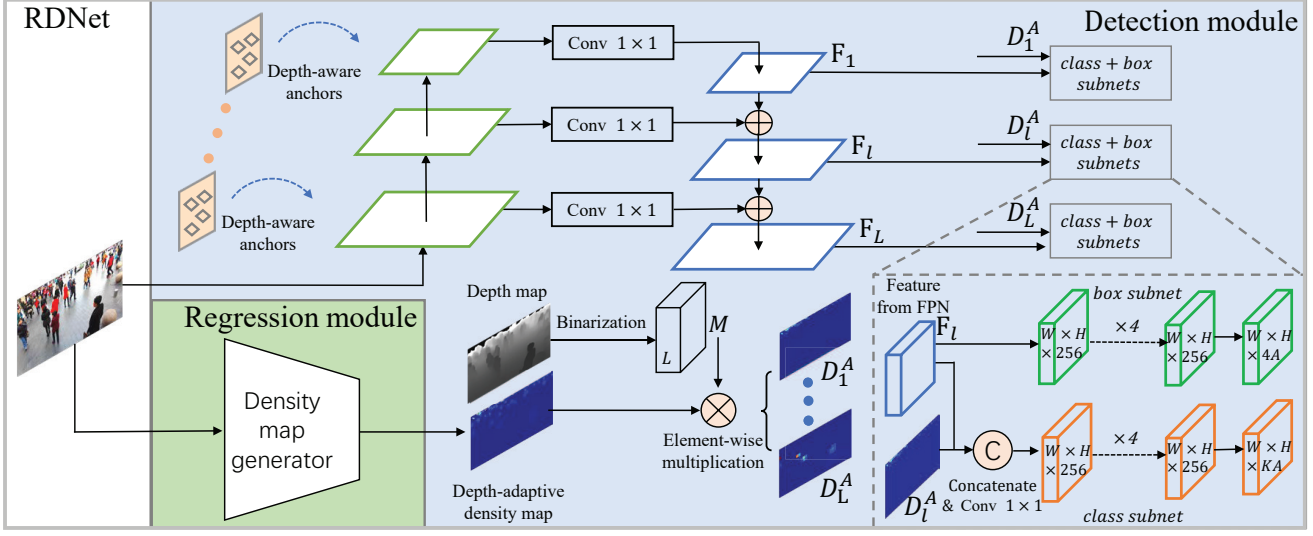 RDNet
Detection module
Depth-aware
anchors
Conv 1 × 1
F₁
D₁ᴬ
class + box
subnets
Conv 1 × 1
Fₗ
Dₗᴬ
class + box
subnets
Depth-aware
anchors
Conv 1 × 1
F_L
D_Lᴬ
class + box
subnets
Regression module
Density
map
generator
Depth map
Binarization
L
M
D₁ᴬ
Element-wise
multiplication
Depth-adaptive
density map
D_Lᴬ
Feature
from FPN
Fₗ
box subnet
W × H
× 256
×4
W × H
× 256
W × H
× 4A
Dₗᴬ
C
Concatenate
& Conv 1 × 1
W × H
× 256
×4
W × H
× 256
W × H
× KA
class subnet